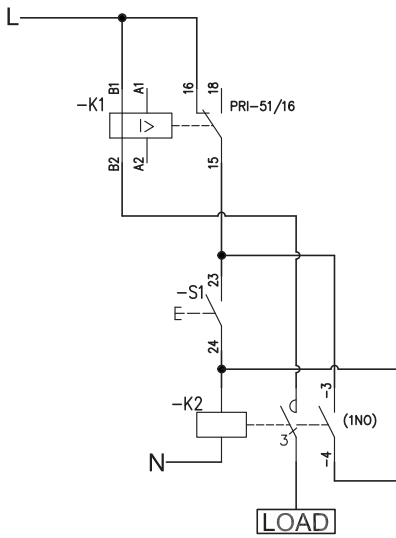 L
B1
A1
16
18
PRI-51/16
-K1
I>
B2
A2
15
23
-S1
E
24
-K2
3
-3
(1NO)
-4
N
LOAD